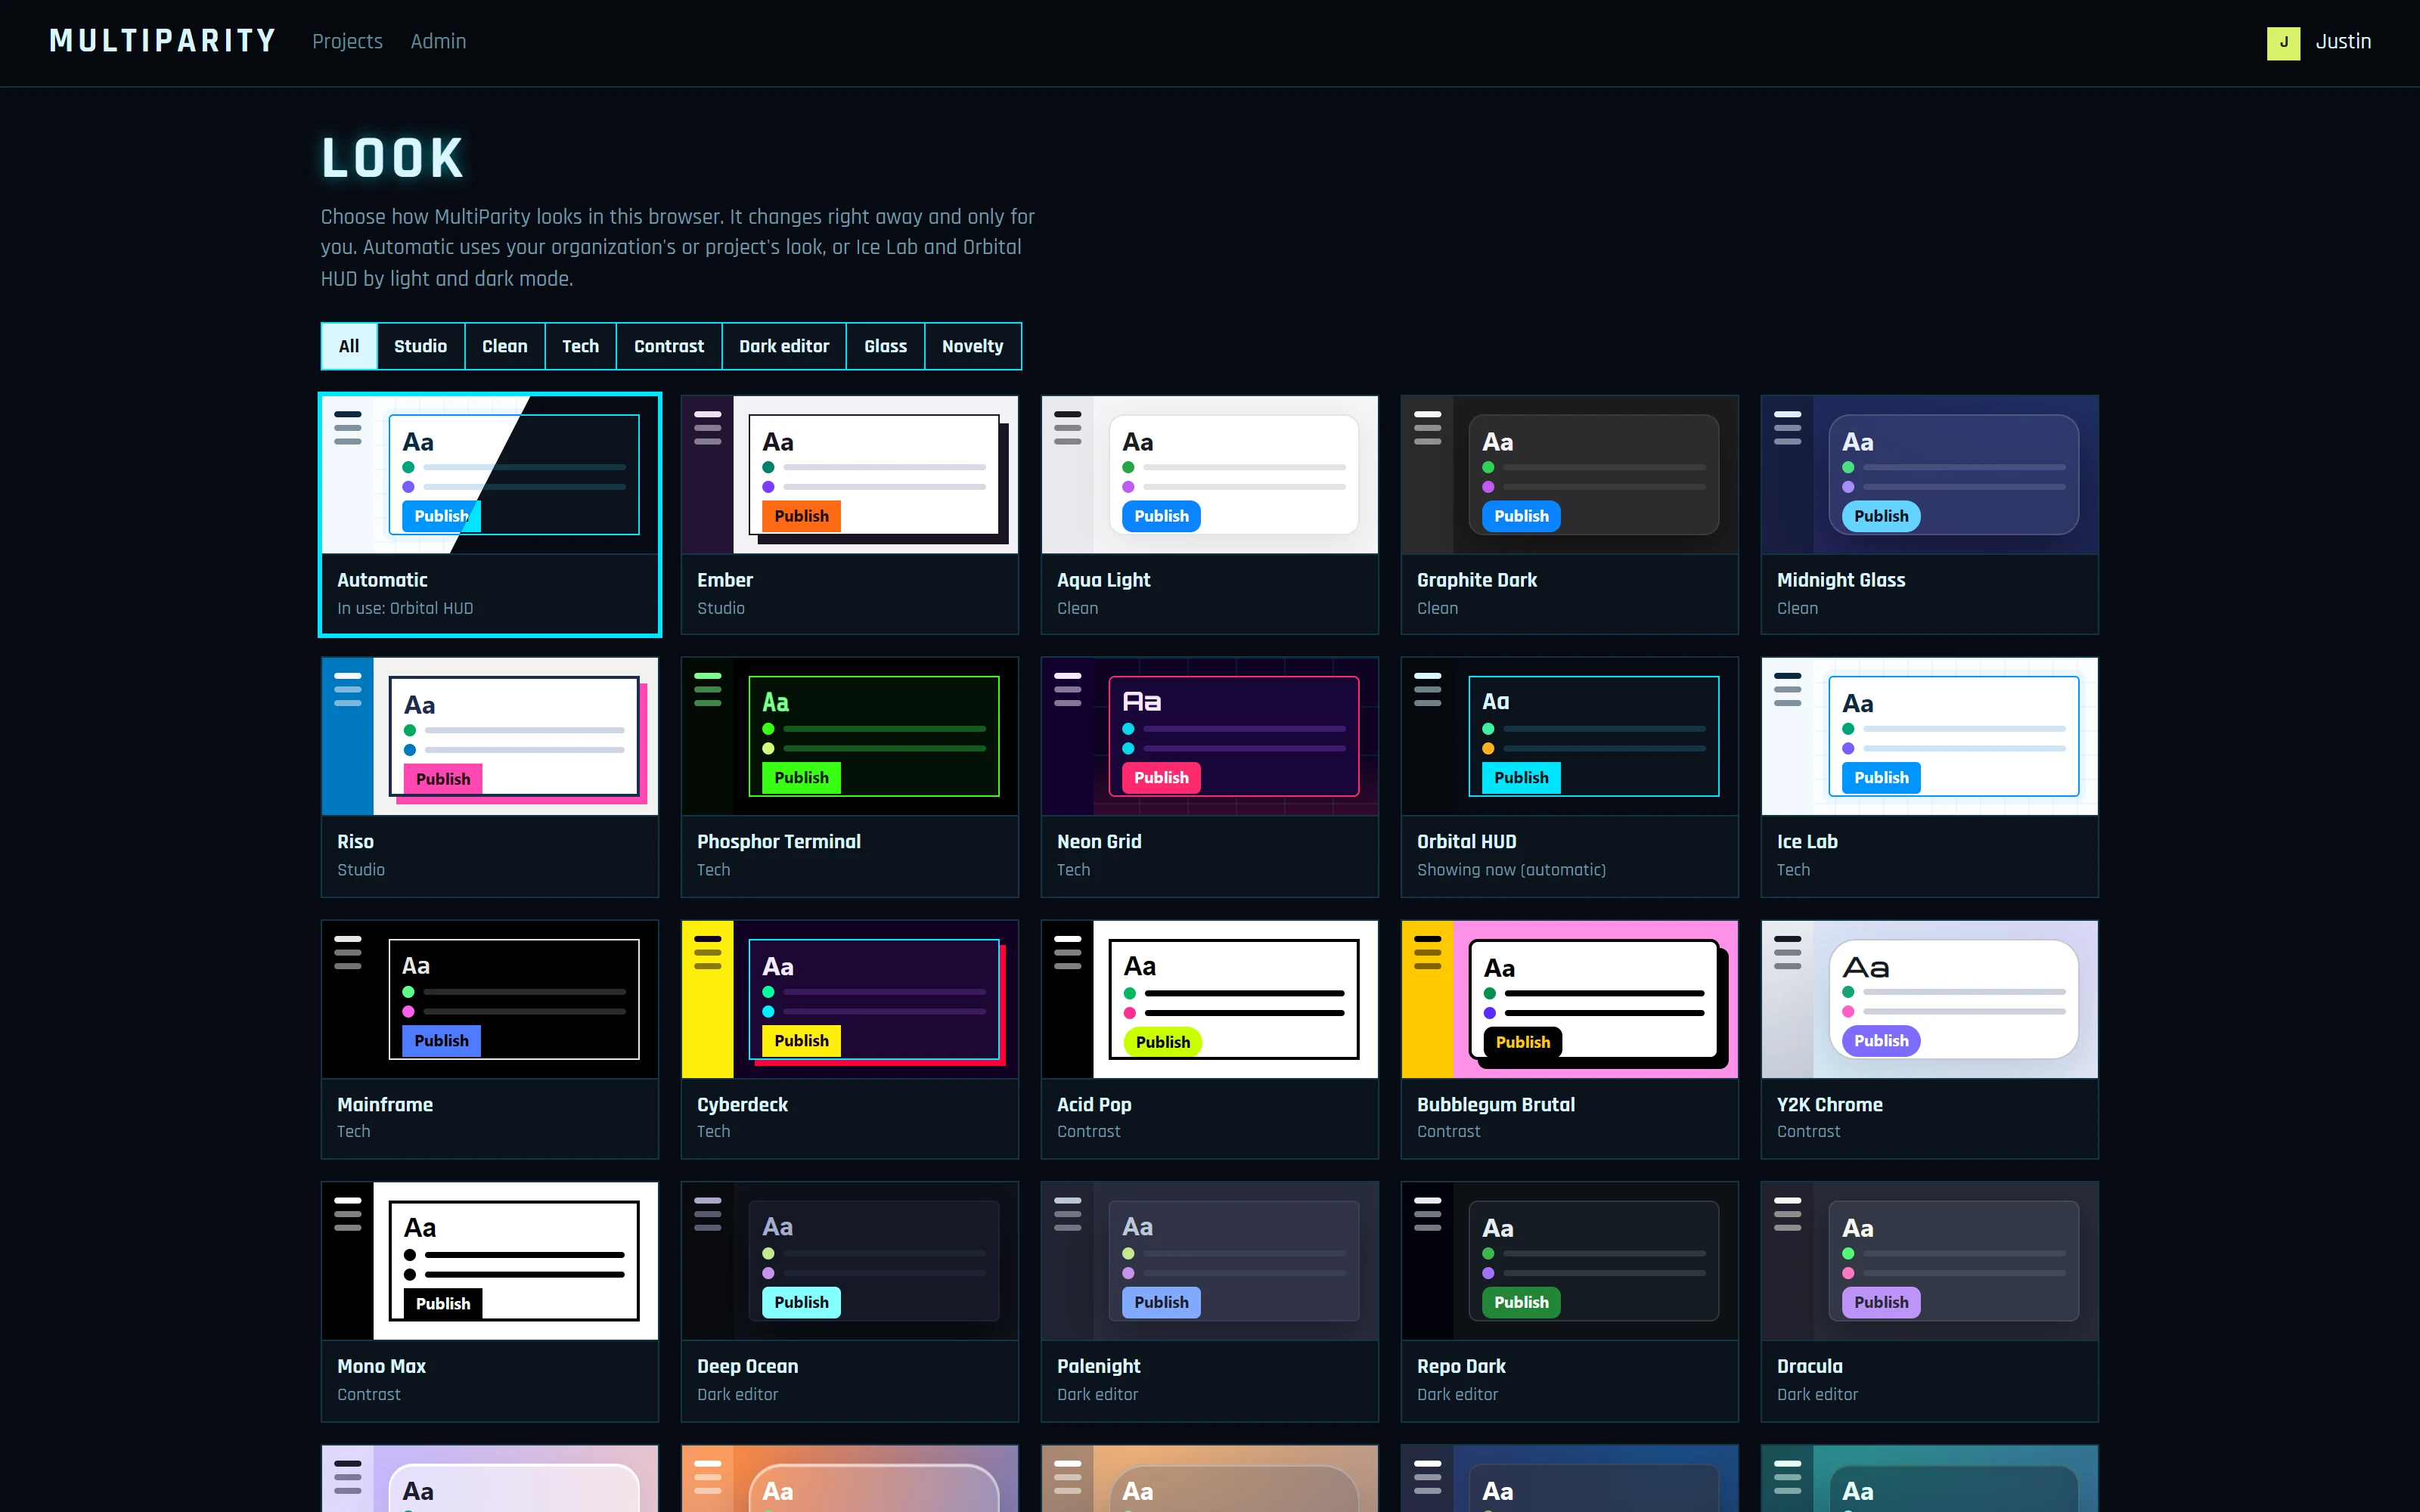 MULTIPARITY Projects Admin J Justin
LOOK
Choose how MultiParity looks in this browser. It changes right away and only for
you. Automatic uses your organization's or project's look, or Ice Lab and Orbital
HUD by light and dark mode.
All Studio Clean Tech Contrast Dark editor Glass Novelty
Aa Aa Aa Aa Aa
Publish Publish Publish Publish Publish
Automatic Ember Aqua Light Graphite Dark Midnight Glass
In use: Orbital HUD Studio Clean Clean Clean
Aa Aa Aa Aa Aa
Publish Publish Publish Publish Publish
Riso Phosphor Terminal Neon Grid Orbital HUD Ice Lab
Studio Tech Tech Showing now (automatic) Tech
Aa Aa Aa Aa Aa
Publish Publish Publish Publish Publish
Mainframe Cyberdeck Acid Pop Bubblegum Brutal Y2K Chrome
Tech Tech Contrast Contrast Contrast
Aa Aa Aa Aa Aa
Publish Publish Publish Publish Publish
Mono Max Deep Ocean Palenight Repo Dark Dracula
Contrast Dark editor Dark editor Dark editor Dark editor
Aa Aa Aa Aa Aa